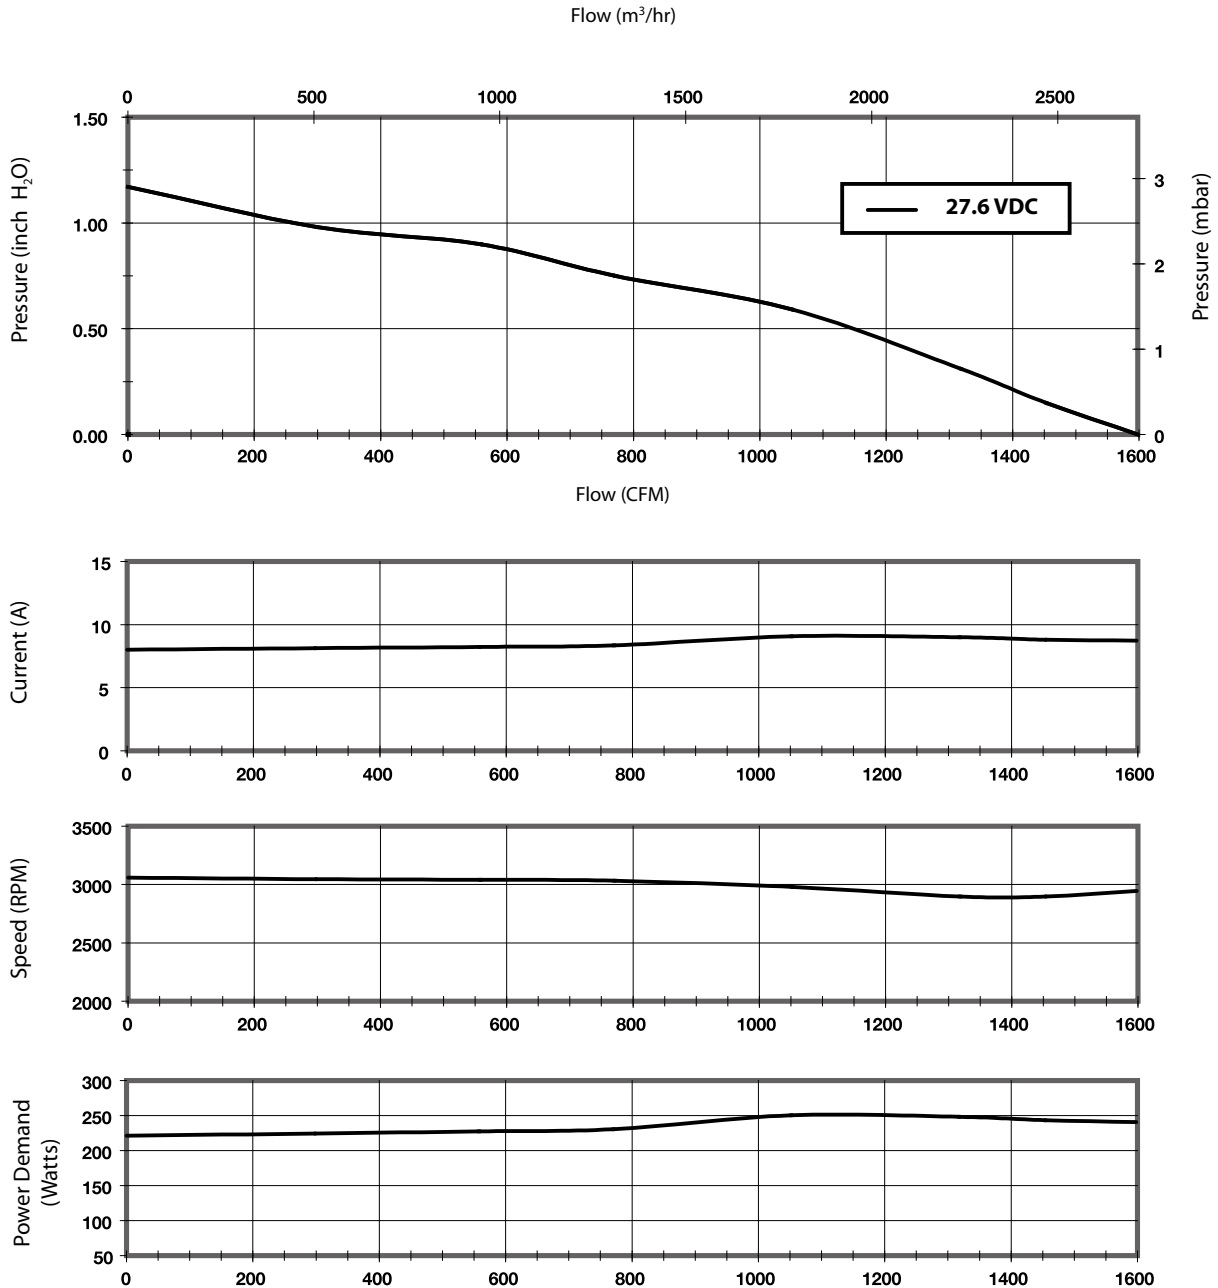 Flow (m³/hr)
0 500 1000 1500 2000 2500
Pressure (inch H₂O)
1.50
1.00
0.50
0.00
27.6 VDC
3
2
1
0
Pressure (mbar)
0 200 400 600 800 1000 1200 1400 1600
Flow (CFM)
Current (A)
15
10
5
0
0 200 400 600 800 1000 1200 1400 1600
Speed (RPM)
3500
3000
2500
2000
0 200 400 600 800 1000 1200 1400 1600
Power Demand
(Watts)
300
250
200
150
100
50
0 200 400 600 800 1000 1200 1400 1600